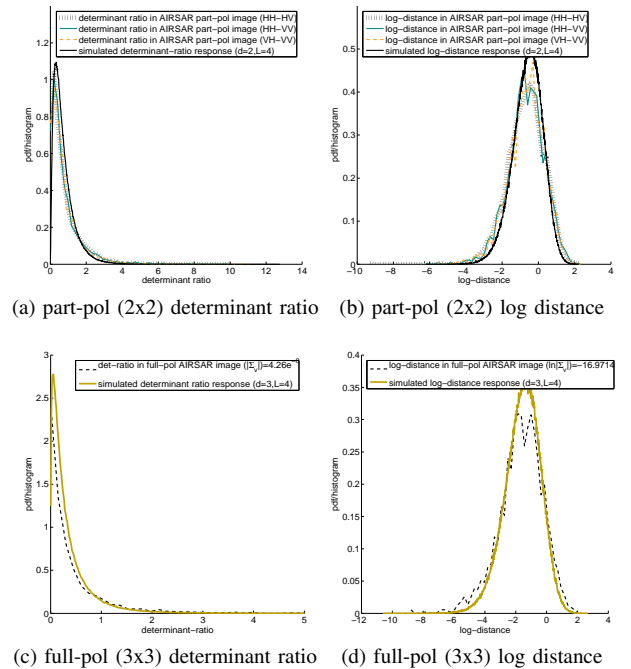 determinant ratio in AIRSAR part-pol image (HH-HV)
determinant ratio in AIRSAR part-pol image (HH-VV)
determinant ratio in AIRSAR part-pol image (VH-VV)
simulated determinant-ratio response (d=2,L=4)
1.4
1.2
1
0.8
0.6
0.4
0.2
0
pdf/histogram
0 2 4 6 8 10 12 14
determinant ratio
(a) part-pol (2x2) determinant ratio
log-distance in AIRSAR part-pol image (HH-HV)
log-distance in AIRSAR part-pol image (HH-VV)
log-distance in AIRSAR part-pol image (VH-VV)
simulated log-distance response (d=2,L=4)
0.5
0.4
0.3
0.2
0.1
0
pdf/histogram
−10 −8 −6 −4 −2 0 2 4
log-distance
(b) part-pol (2x2) log distance
det-ratio in full-pol AIRSAR image (|Σv|)=4.26e
simulated determinant ratio response (d=3,L=4)
3
2.5
2
1.5
1
0.5
0
pdf/histogram
0 1 2 3 4 5
determinant-ratio
(c) full-pol (3x3) determinant ratio
log-distance in full-pol AIRSAR image (ln|Σv|)=-16.9714
simulated log-distance response (d=3,L=4)
0.4
0.35
0.3
0.25
0.2
0.15
0.1
0.05
0
pdf/histogram
−12 −10 −8 −6 −4 −2 0 2 4
log-distance
(d) full-pol (3x3) log distance